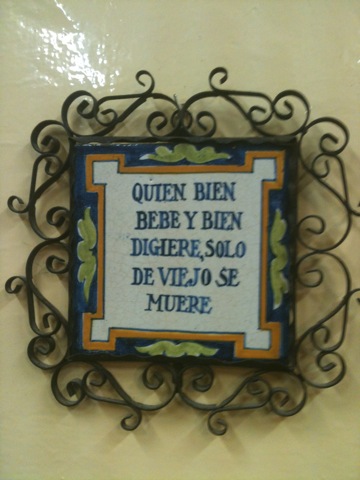 QUIEN BIEN
BEBE Y BIEN
DIGIERE, SOLO
DE VIEJO SE
MUERE